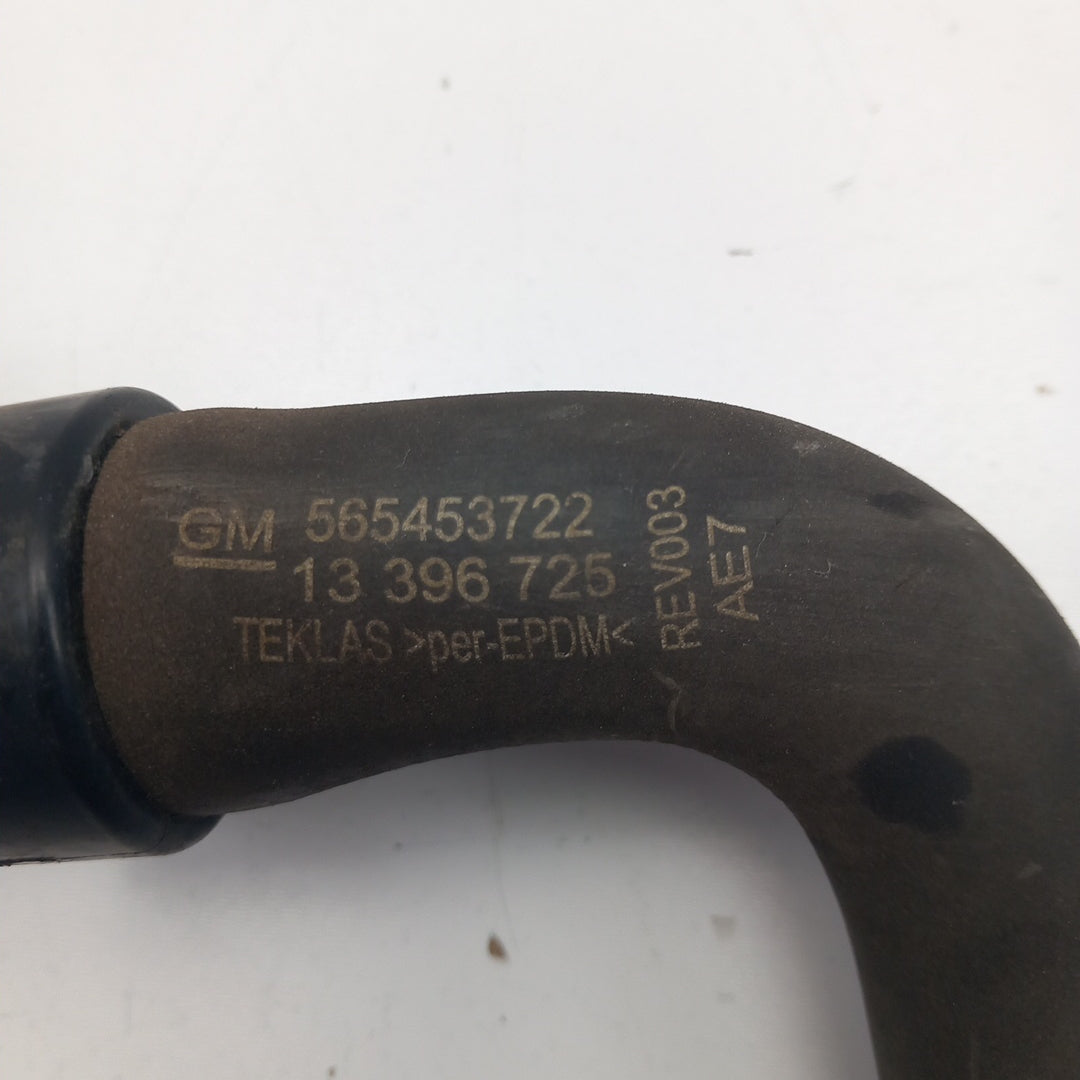 GM 565453722
13 396 725
TEKLAS >per-EPDM<
REV003
AE7